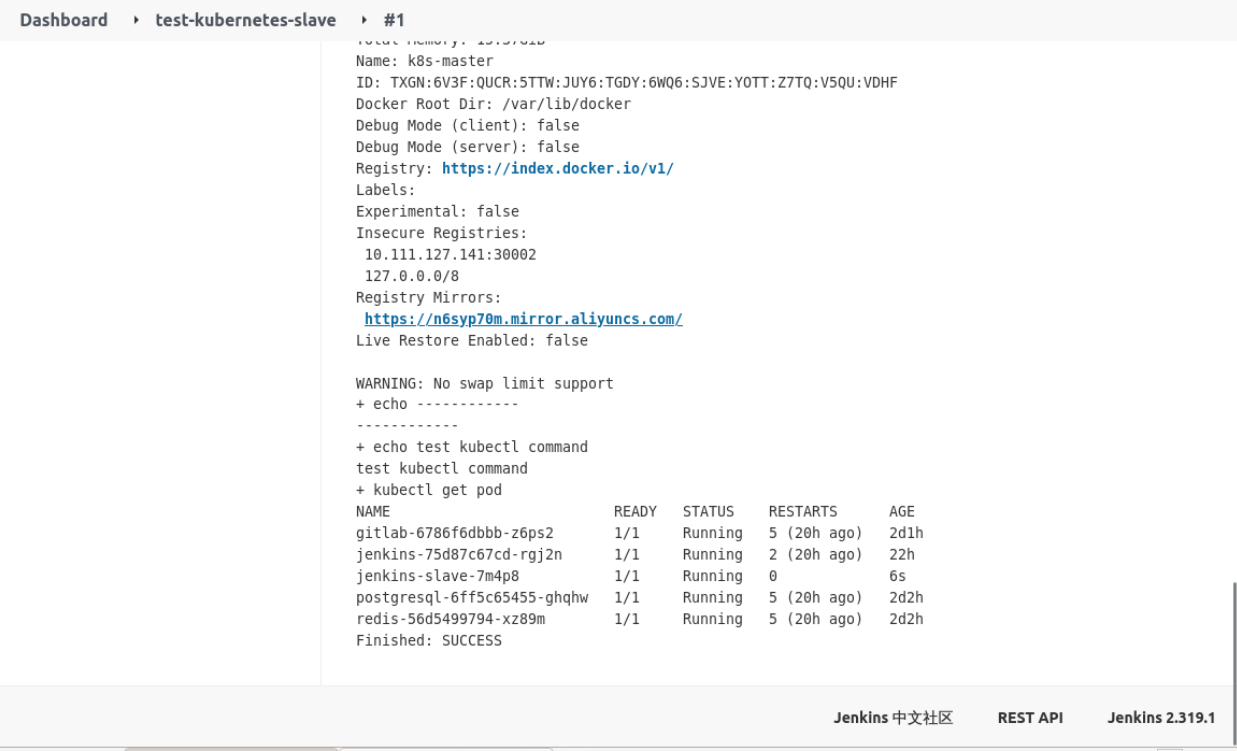 Dashboard test-kubernetes-slave #1
Total Memory: 15.57GiB
Name: k8s-master
ID: TXGN:6V3F:QUCR:5TTW:JUY6:TGDY:6WQ6:SJVE:YOTT:Z7TQ:V5QU:VDHF
Docker Root Dir: /var/lib/docker
Debug Mode (client): false
Debug Mode (server): false
Registry: https://index.docker.io/v1/
Labels:
Experimental: false
Insecure Registries:
10.111.127.141:30002
127.0.0.0/8
Registry Mirrors:
https://n6syp70m.mirror.aliyuncs.com/
Live Restore Enabled: false
WARNING: No swap limit support
+ echo ------------
------------
+ echo test kubectl command
test kubectl command
+ kubectl get pod
NAME READY STATUS RESTARTS AGE
gitlab-6786f6dbbb-z6ps2 1/1 Running 5 (20h ago) 2d1h
jenkins-75d87c67cd-rgj2n 1/1 Running 2 (20h ago) 22h
jenkins-slave-7m4p8 1/1 Running 0 6s
postgresql-6ff5c65455-ghqhw 1/1 Running 5 (20h ago) 2d2h
redis-56d5499794-xz89m 1/1 Running 5 (20h ago) 2d2h
Finished: SUCCESS
Jenkins 中文社区 REST API Jenkins 2.319.1